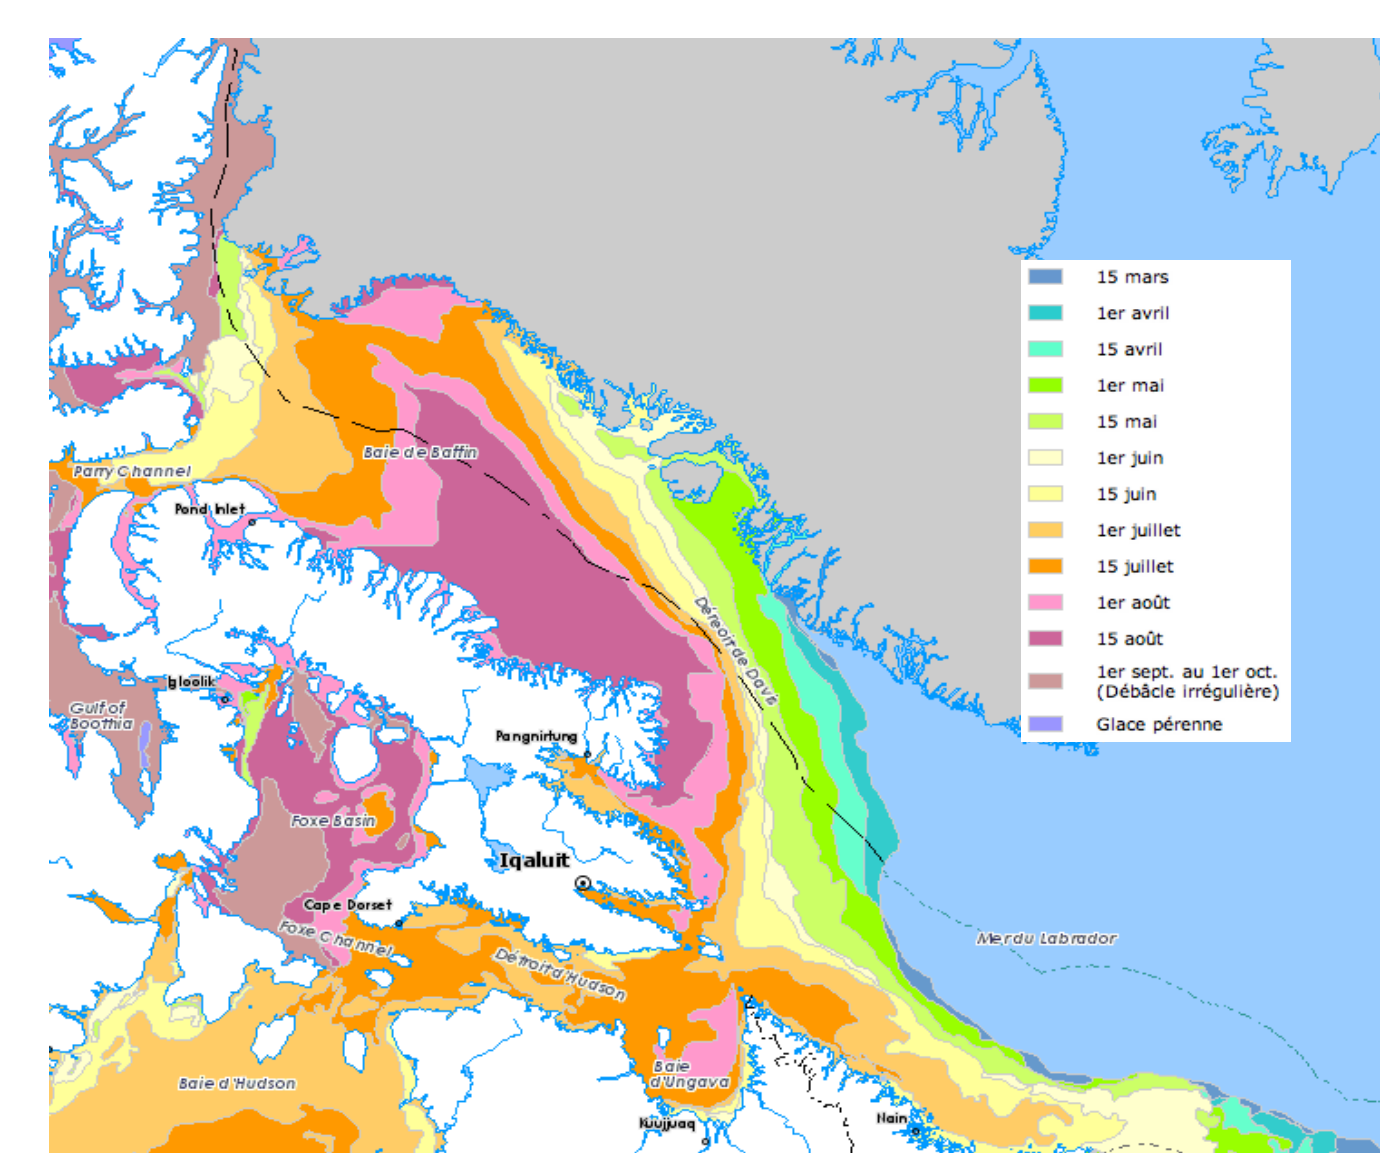 15 mars
1er avril
15 avril
1er mai
15 mai
1er juin
15 juin
1er juillet
15 juillet
1er août
15 août
1er sept. au 1er oct.
(Débâcle irrégulière)
Glace pérenne
Baie de Baffin
Parry Channel
Pond Inlet
Détroit de Davis
Igloolik
Gulf of
Boothia
Pangnirtung
Foxe Basin
Iqaluit
Cape Dorset
Foxe Channel
Détroit d'Hudson
Mer du Labrador
Baie d'Hudson
Baie
d'Ungava
Kuujjuaq
Nain